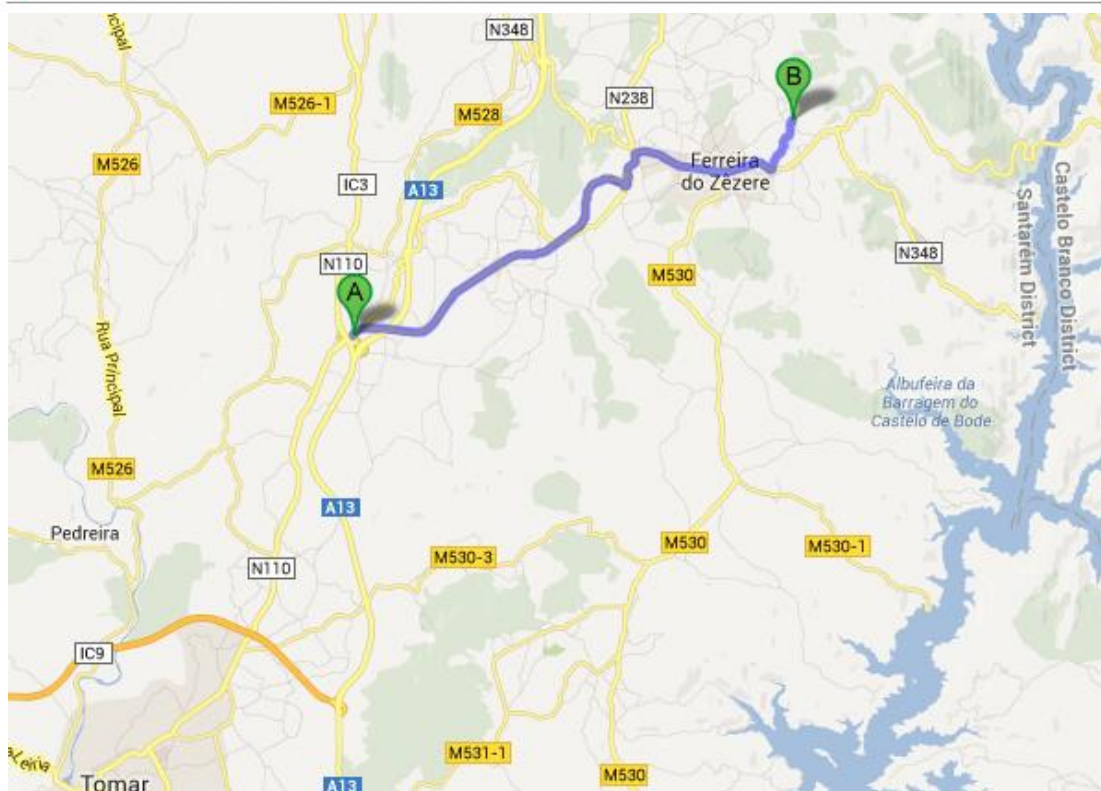 ncipal
N348
N238
B
M526-1
M528
M526
IC3
A13
Ferreira
do Zêzere
Castelo Branco District
Santarém District
N110
A
M530
N348
Rua Principal
Albufeira da
Barragem do
Castelo de Bode
M526
A13
Pedreira
M530-3
M530
M530-1
N110
IC9
M531-1
M530
Leiria
Tomar
A13